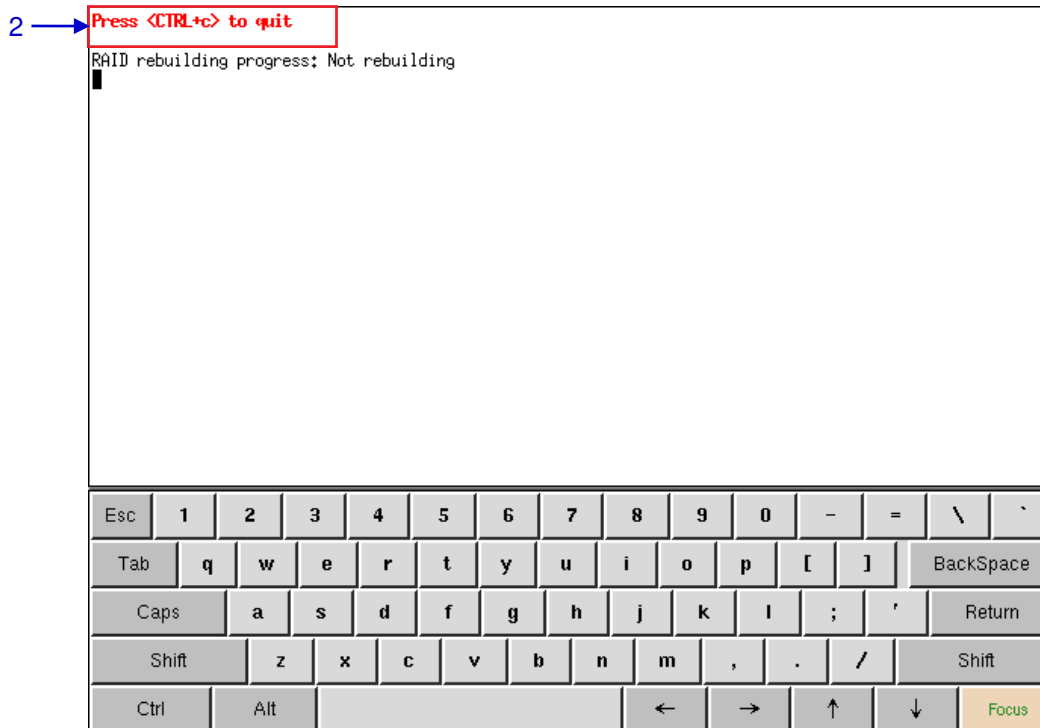 2
Press <CTRL+c> to quit
RAID rebuilding progress: Not rebuilding
Esc 1 2 3 4 5 6 7 8 9 0 - = \ `
Tab q w e r t y u i o p [ ] BackSpace
Caps a s d f g h j k l ; ' Return
Shift z x c v b n m , . / Shift
Ctrl Alt ← → ↑ ↓ Focus